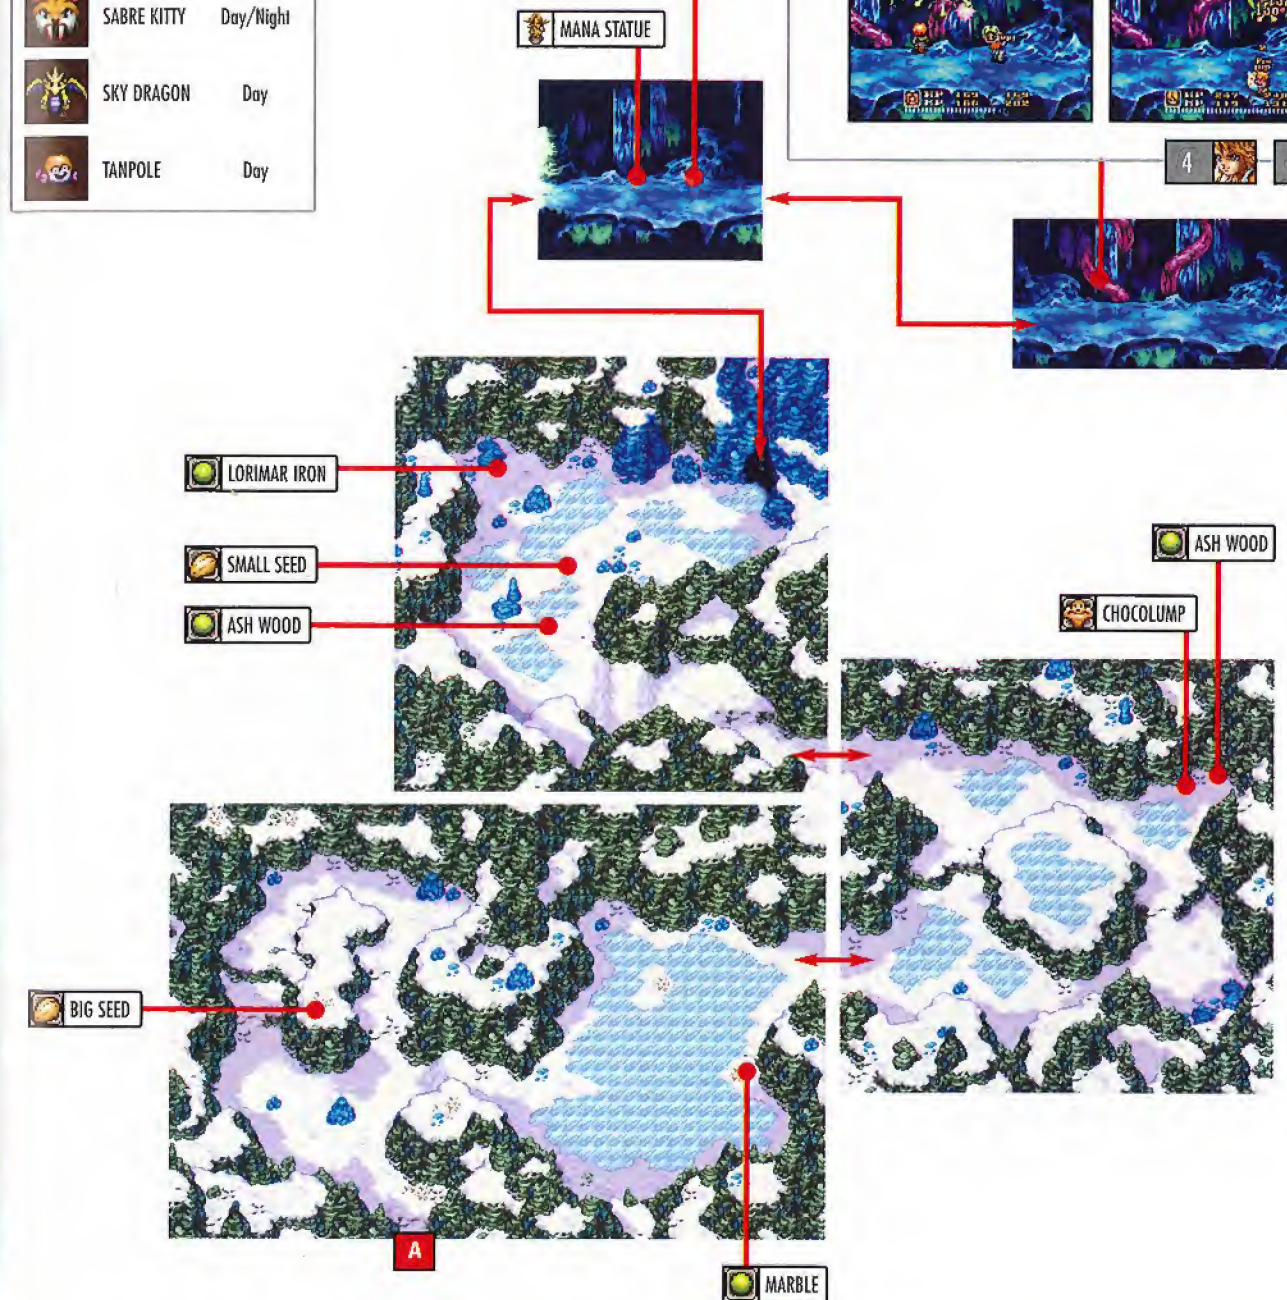 SABRE KITTY Day/Night
SKY DRAGON Day
TANPOLE Day
MANA STATUE
4
LORIMAR IRON
SMALL SEED
ASH WOOD
ASH WOOD
CHOCOLUMP
BIG SEED
A
MARBLE